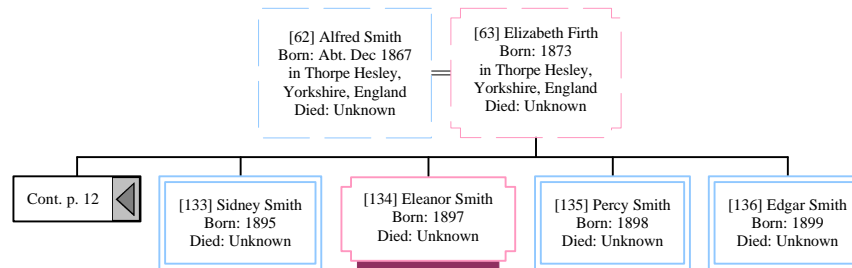 [62] Alfred Smith
Born: Abt. Dec 1867
in Thorpe Hesley,
Yorkshire, England
Died: Unknown
[63] Elizabeth Firth
Born: 1873
in Thorpe Hesley,
Yorkshire, England
Died: Unknown
Cont. p. 12
[133] Sidney Smith
Born: 1895
Died: Unknown
[134] Eleanor Smith
Born: 1897
Died: Unknown
[135] Percy Smith
Born: 1898
Died: Unknown
[136] Edgar Smith
Born: 1899
Died: Unknown